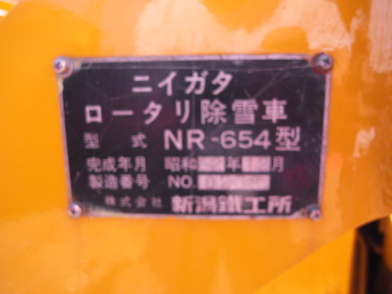 ニイガタ
ロータリ除雪車
型式 NR-654型
完成年月 昭和 年 月
製造番号 NO.
株式会社 新潟鐵工所